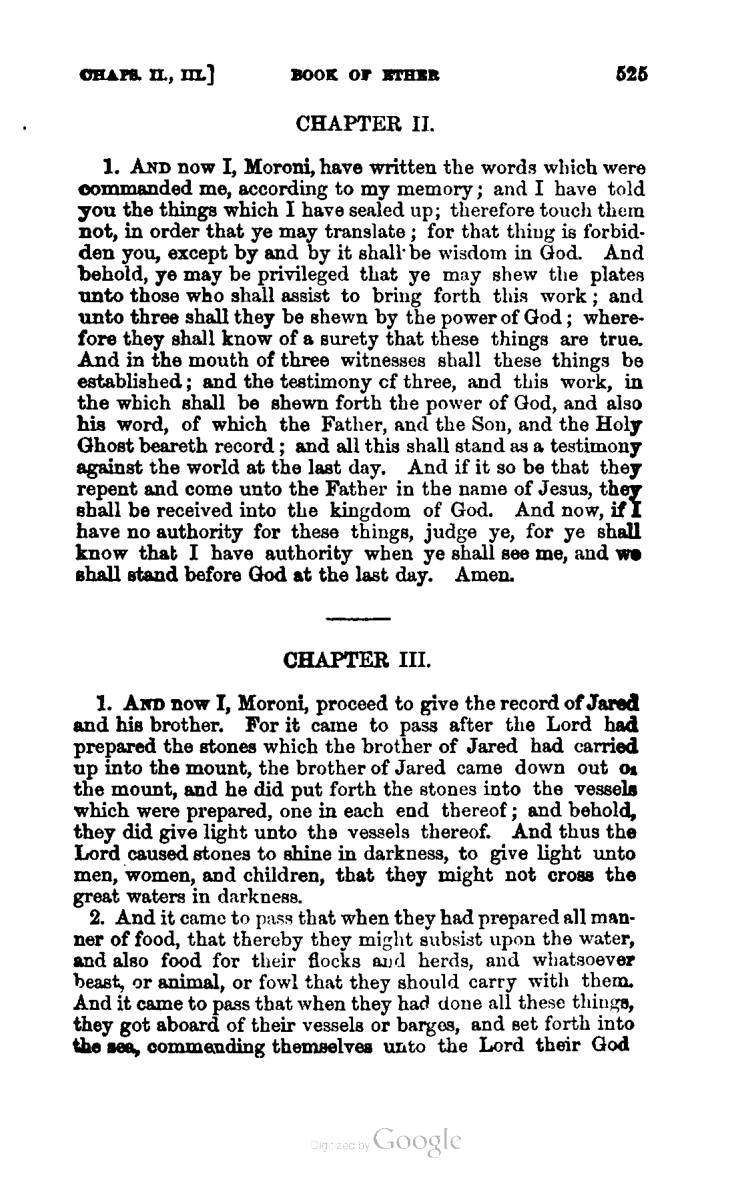 CHAPS. II., III.] BOOK OF ETHER 525
CHAPTER II.
1. AND now I, Moroni, have written the words which were
commanded me, according to my memory; and I have told
you the things which I have sealed up; therefore touch them
not, in order that ye may translate; for that thing is forbid-
den you, except by and by it shall be wisdom in God. And
behold, ye may be privileged that ye may shew the plates
unto those who shall assist to bring forth this work; and
unto three shall they be shewn by the power of God; where-
fore they shall know of a surety that these things are true.
And in the mouth of three witnesses shall these things be
established; and the testimony of three, and this work, in
the which shall be shewn forth the power of God, and also
his word, of which the Father, and the Son, and the Holy
Ghost beareth record; and all this shall stand as a testimony
against the world at the last day. And if it so be that they
repent and come unto the Father in the name of Jesus, they
shall be received into the kingdom of God. And now, if I
have no authority for these things, judge ye, for ye shall
know that I have authority when ye shall see me, and we
shall stand before God at the last day. Amen.
CHAPTER III.
1. AND now I, Moroni, proceed to give the record of Jared
and his brother. For it came to pass after the Lord had
prepared the stones which the brother of Jared had carried
up into the mount, the brother of Jared came down out of
the mount, and he did put forth the stones into the vessels
which were prepared, one in each end thereof; and behold,
they did give light unto the vessels thereof. And thus the
Lord caused stones to shine in darkness, to give light unto
men, women, and children, that they might not cross the
great waters in darkness.
2. And it came to pass that when they had prepared all man-
ner of food, that thereby they might subsist upon the water,
and also food for their flocks and herds, and whatsoever
beast, or animal, or fowl that they should carry with them.
And it came to pass that when they had done all these things,
they got aboard of their vessels or barges, and set forth into
the sea, commending themselves unto the Lord their God
Digitized by Google